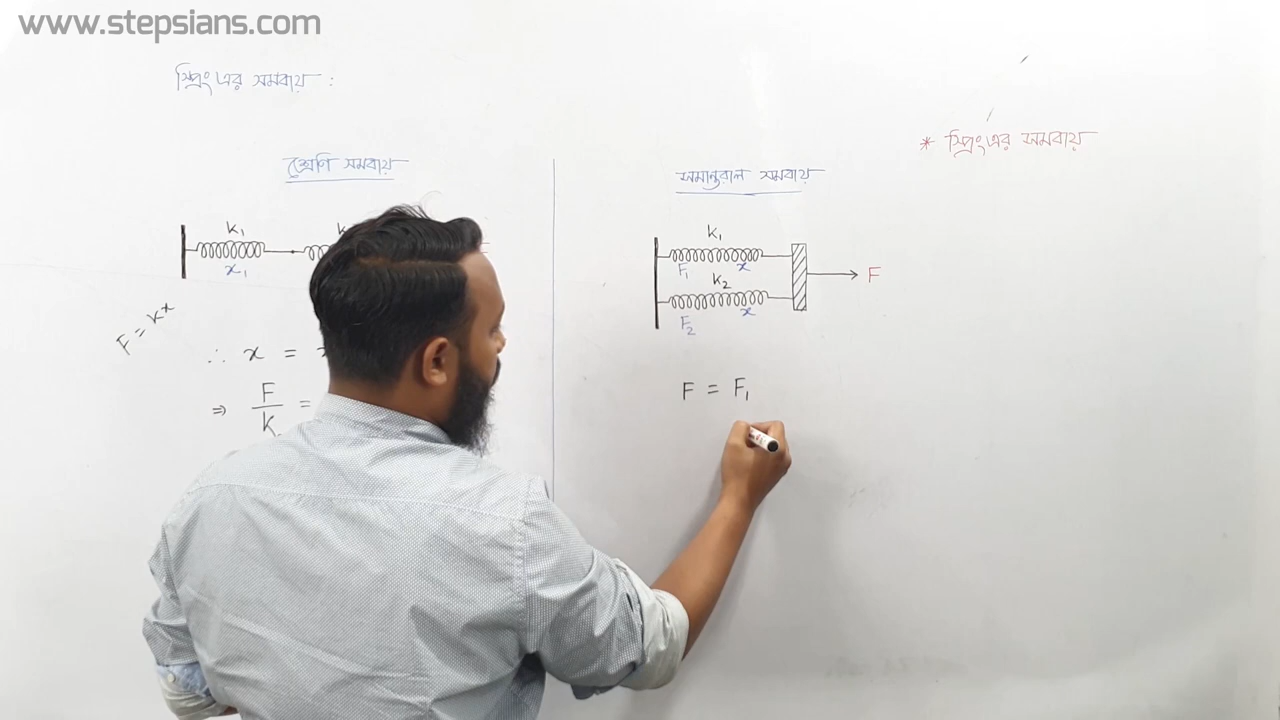 www.stepsians.com
স্প্রিং এর সমবায় :
* স্প্রিং এর সমবায়
শ্রেণি সমবায়
k₁
x₁
F = kx
∴ x =
⇒ F/k =
সমান্তরাল সমবায়
k₁
F₁ x
F
k₂
F₂ x
F = F₁